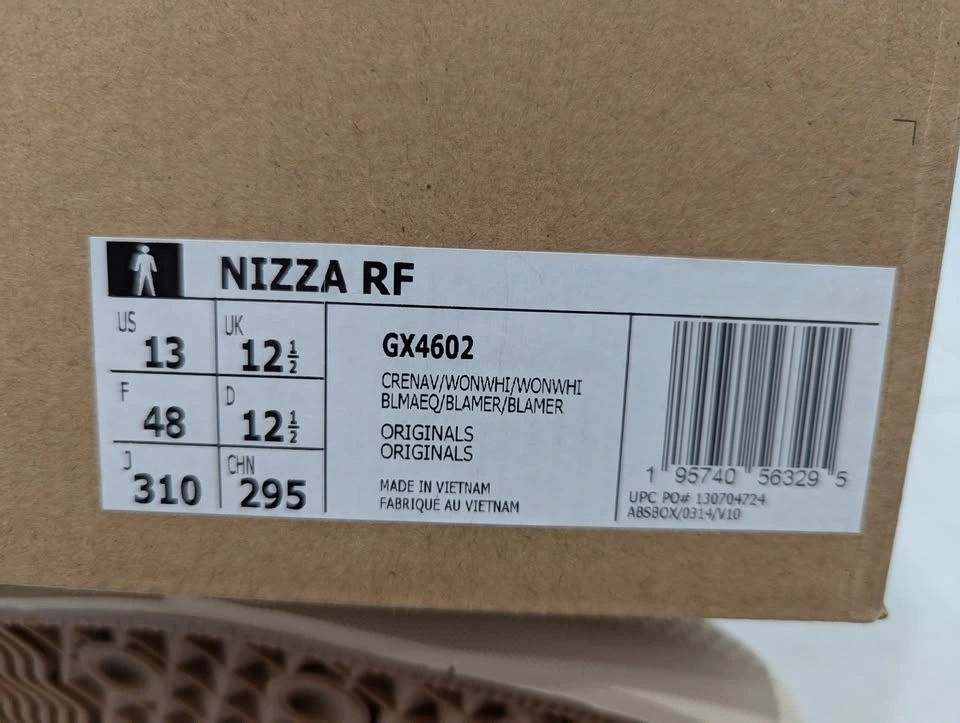 NIZZA RF
US 13
UK 12 1/2
F 48
D 12 1/2
J 310
CHN 295
GX4602
CRENAV/WONWHI/WONWHI
BLMAEQ/BLAMER/BLAMER
ORIGINALS
ORIGINALS
MADE IN VIETNAM
FABRIQUÉ AU VIETNAM
1 95740 56329 5
UPC PO# 130704724
ABSBOX/0314/V10